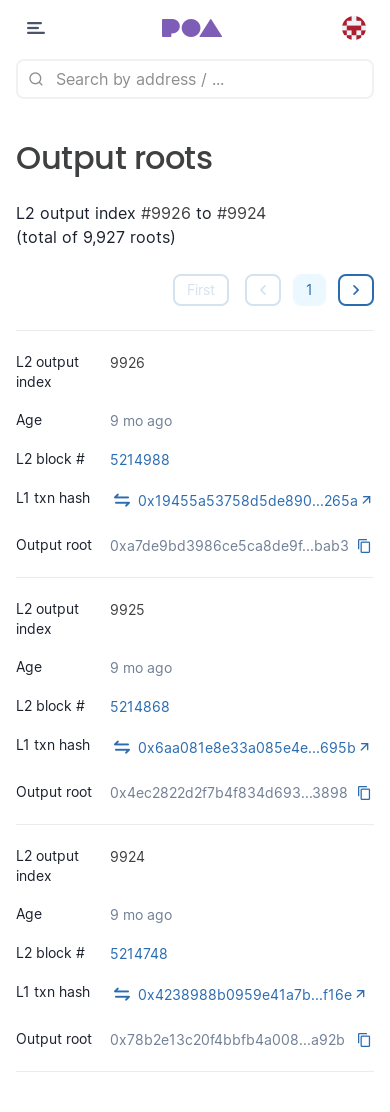 POA
Search by address / ...
Output roots
L2 output index #9926 to #9924
(total of 9,927 roots)
First 1
L2 output index 9926
Age 9 mo ago
L2 block # 5214988
L1 txn hash 0x19455a53758d5de890...265a
Output root 0xa7de9bd3986ce5ca8de9f...bab3
L2 output index 9925
Age 9 mo ago
L2 block # 5214868
L1 txn hash 0x6aa081e8e33a085e4e...695b
Output root 0x4ec2822d2f7b4f834d693...3898
L2 output index 9924
Age 9 mo ago
L2 block # 5214748
L1 txn hash 0x4238988b0959e41a7b...f16e
Output root 0x78b2e13c20f4bbfb4a008...a92b